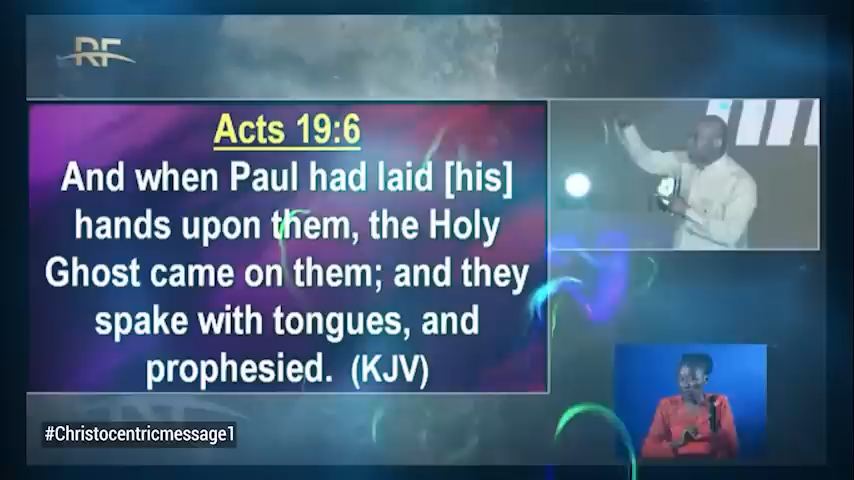 RF
Acts 19:6
And when Paul had laid [his]
hands upon them, the Holy
Ghost came on them; and they
spake with tongues, and
prophesied. (KJV)
#Christocentricmessage1